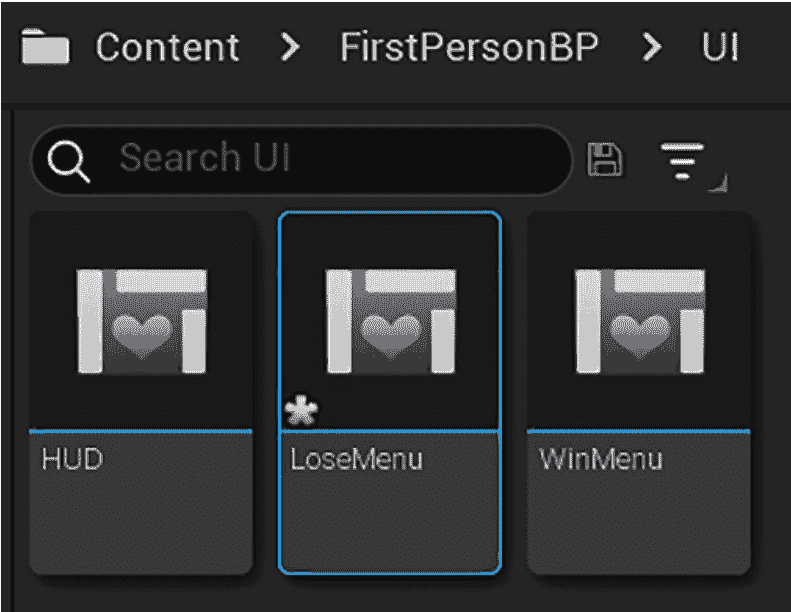 Content > FirstPersonBP > UI
Search UI
HUD
LoseMenu
WinMenu